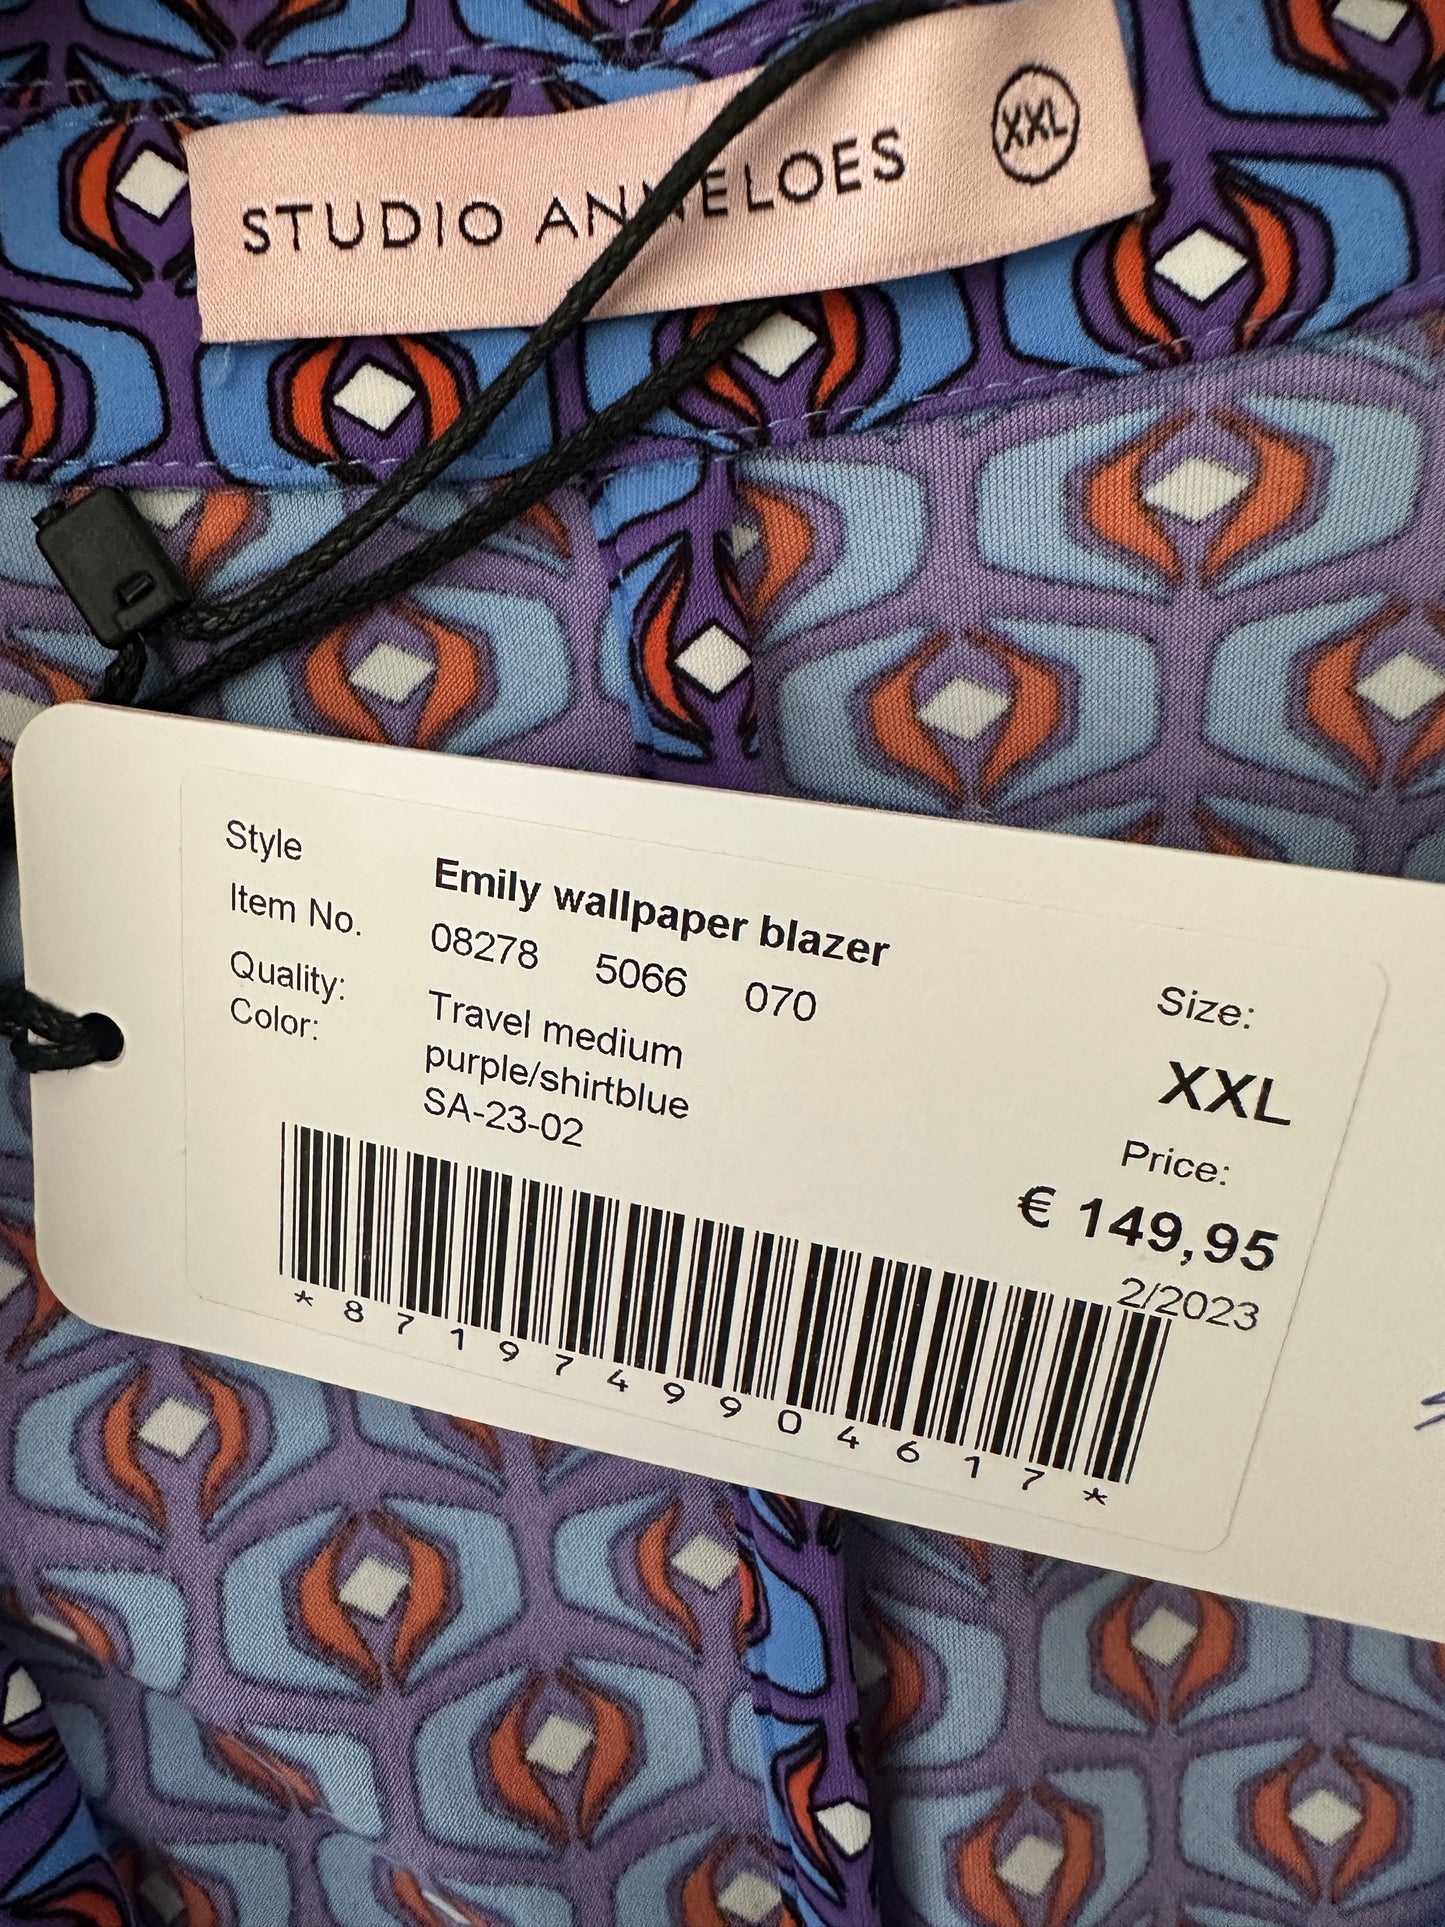 STUDIO ANNELOES XXL
Style Emily wallpaper blazer
Item No. 08278 5066 070
Quality: Travel medium
Color: purple/shirtblue
SA-23-02
Size:
XXL
Price:
€ 149,95
2/2023
*8719749904617*